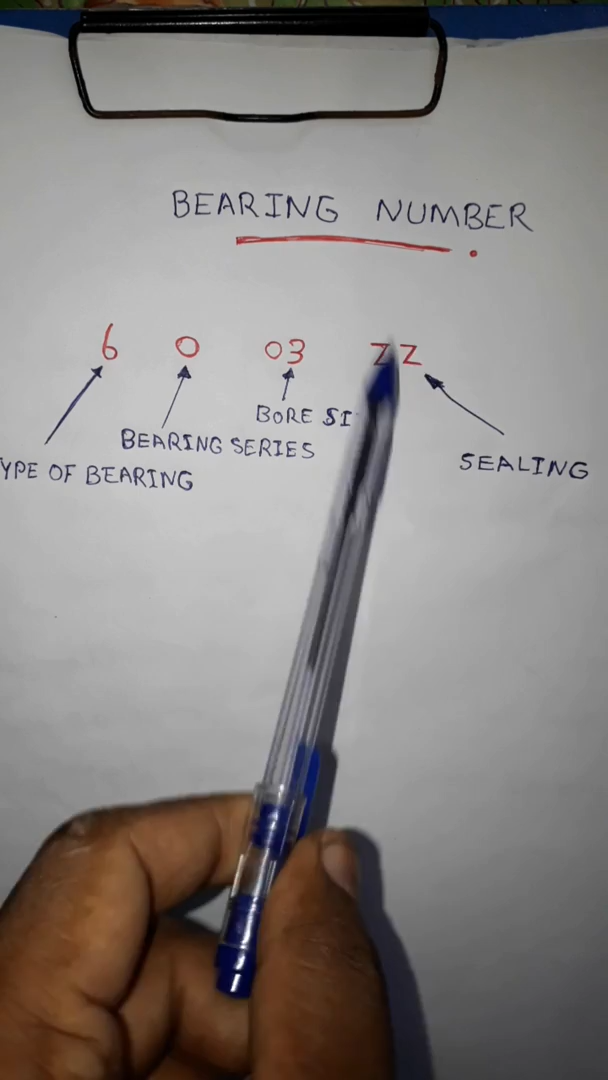 BEARING NUMBER
6 0 03 ZZ
BORE SI
BEARING SERIES
SEALING
YPE OF BEARING